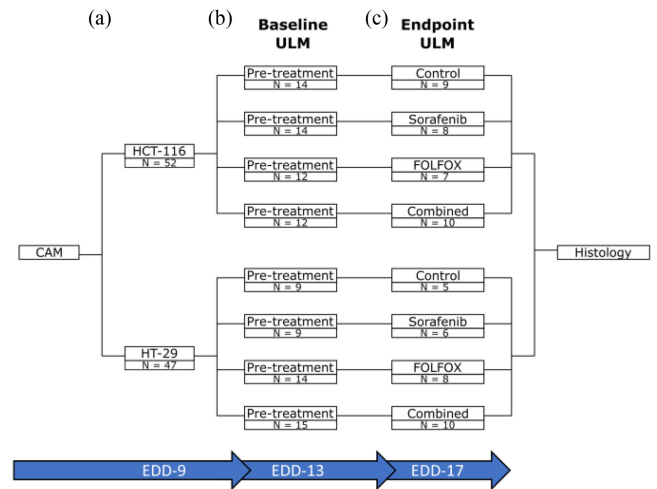 (a)
(b)
Baseline
ULM
(c)
Endpoint
ULM
Pre-treatment
N = 14
Control
N = 9
Pre-treatment
N = 14
Sorafenib
N = 8
HCT-116
N = 52
Pre-treatment
N = 12
FOLFOX
N = 7
Pre-treatment
N = 12
Combined
N = 10
CAM
Histology
Pre-treatment
N = 9
Control
N = 5
Pre-treatment
N = 9
Sorafenib
N = 6
HT-29
N = 47
Pre-treatment
N = 14
FOLFOX
N = 8
Pre-treatment
N = 15
Combined
N = 10
EDD-9
EDD-13
EDD-17